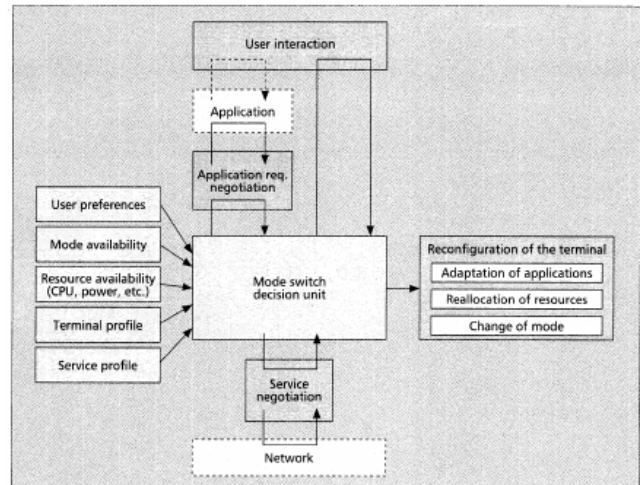 User interaction
Application
Application req.
negotiation
User preferences
Mode availability
Resource availability
(CPU, power, etc.)
Terminal profile
Service profile
Mode switch
decision unit
Reconfiguration of the terminal
Adaptation of applications
Reallocation of resources
Change of mode
Service
negotiation
Network